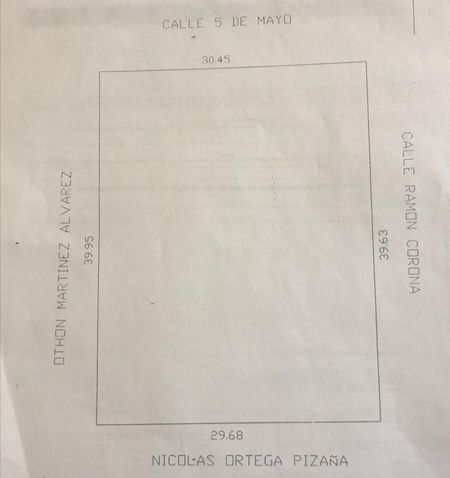 CALLE 5 DE MAYO
30.45
OTHON MARTINEZ ALVAREZ
39.95
39.63
CALLE RAMON CORONA
29.68
NICOLAS ORTEGA PIZAÑA